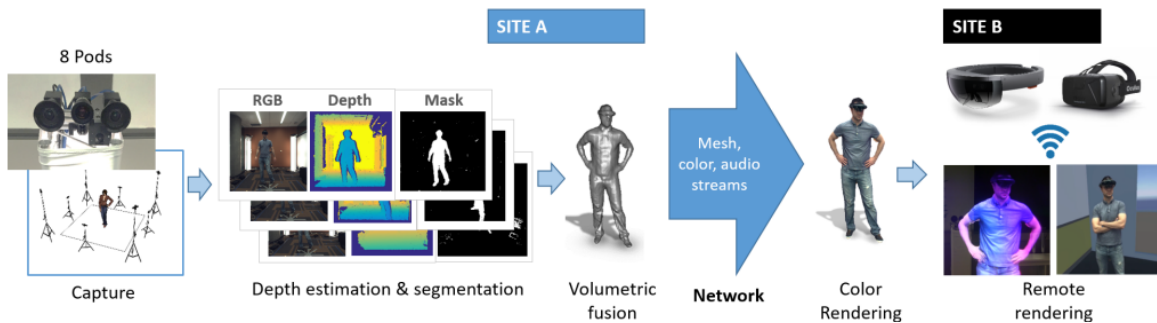 SITE A
SITE B
8 Pods
RGB
Depth
Mask
Mesh,
color, audio
streams
Capture
Depth estimation & segmentation
Volumetric
fusion
Network
Color
Rendering
Remote
rendering